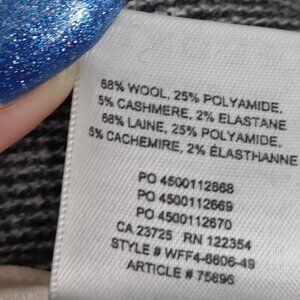 68% WOOL, 25% POLYAMIDE,
5% CASHMERE, 2% ELASTANE
68% LAINE, 25% POLYAMIDE,
5% CACHEMIRE, 2% ÉLASTHANNE
PO 4500112668
PO 4500112669
PO 4500112670
CA 23725 RN 122354
STYLE # WFF4-6606-49
ARTICLE # 75696